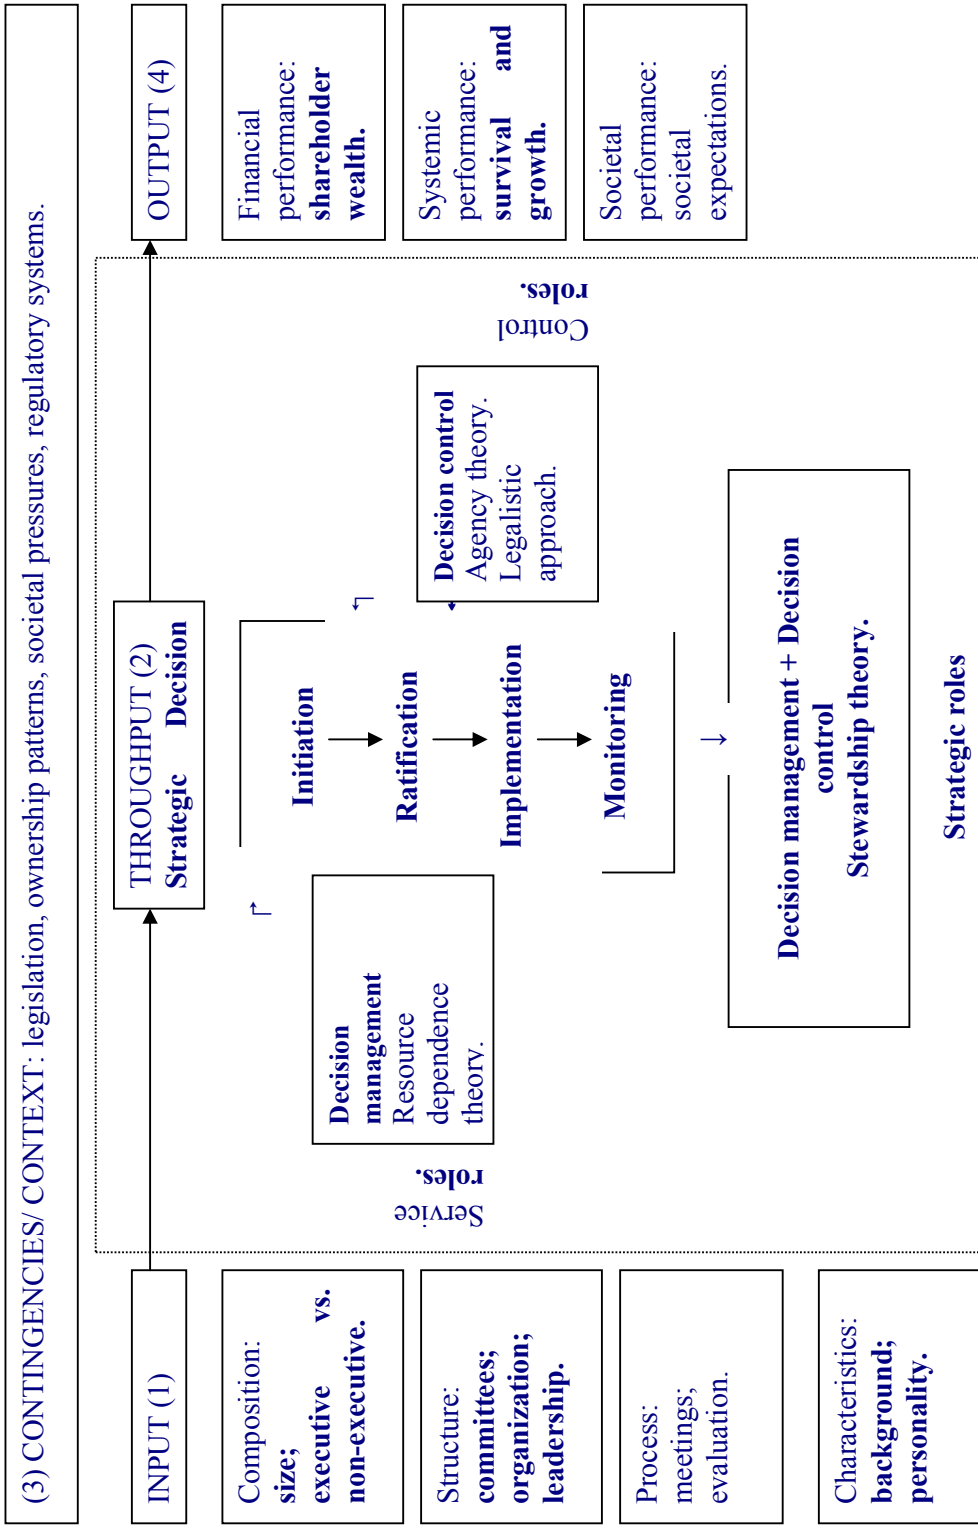 (3) CONTINGENCIES/ CONTEXT: legislation, ownership patterns, societal pressures, regulatory systems.
INPUT (1)
THROUGHPUT (2)
Strategic Decision
OUTPUT (4)
Composition:
size;
executive vs.
non-executive.
Structure:
committees;
organization;
leadership.
Process:
meetings;
evaluation.
Characteristics:
background;
personality.
Service
roles.
Decision
management
Resource
dependence
theory.
Initiation
Ratification
Implementation
Monitoring
Decision control
Agency theory.
Legalistic
approach.
Control
roles.
Decision management + Decision
control
Stewardship theory.
Strategic roles
Financial
performance:
shareholder
wealth.
Systemic
performance:
survival and
growth.
Societal
performance:
societal
expectations.